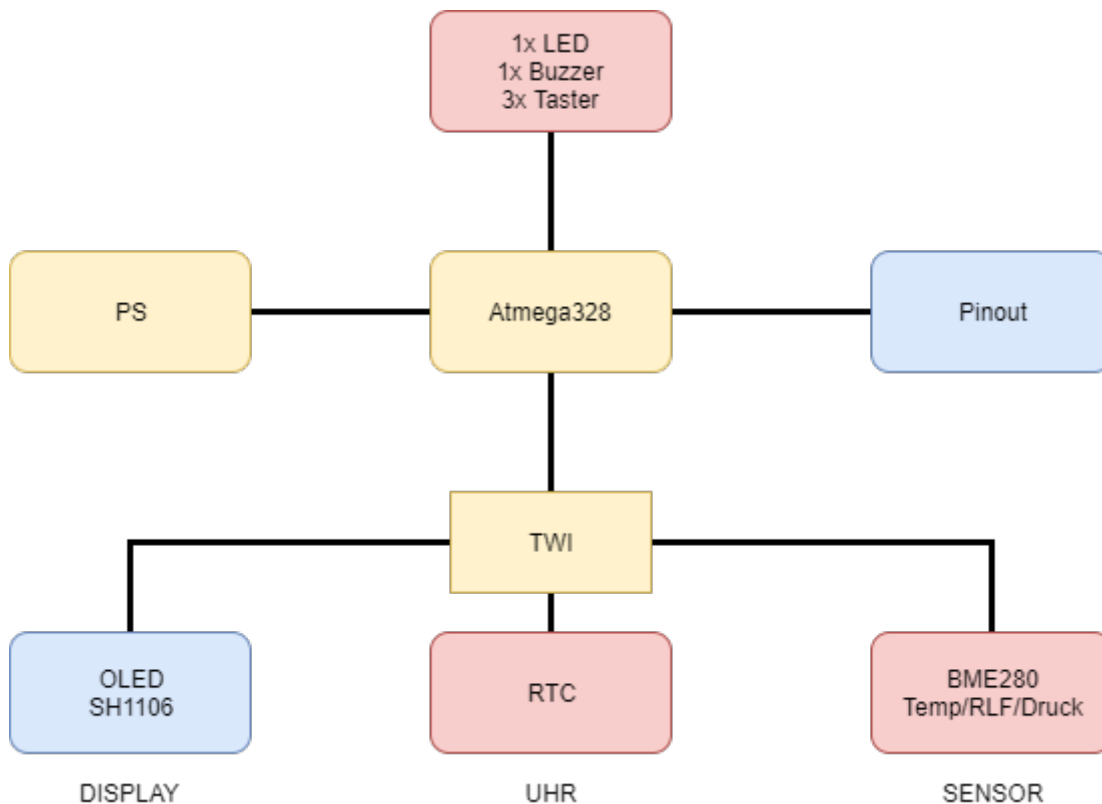 1x LED
1x Buzzer
3x Taster
PS
Atmega328
Pinout
TWI
OLED
SH1106
RTC
BME280
Temp/RLF/Druck
DISPLAY
UHR
SENSOR